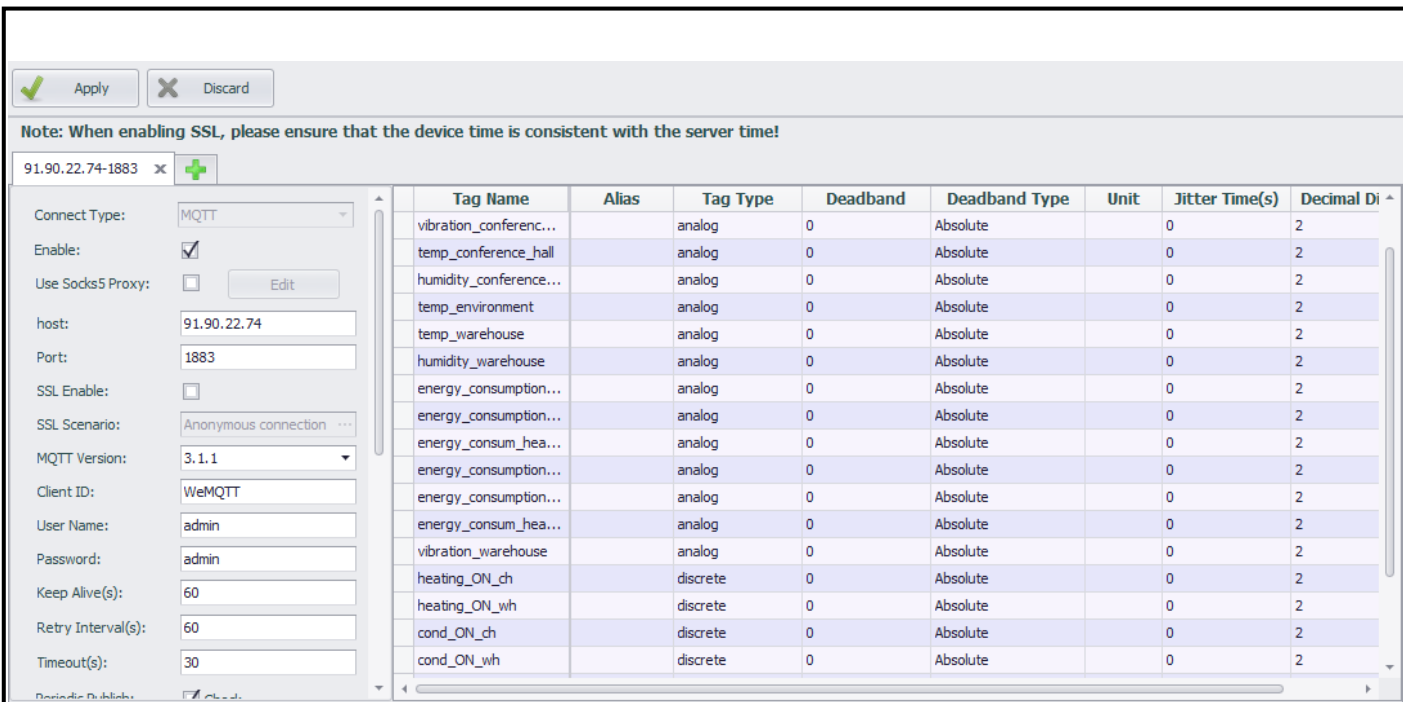 Apply Discard
Note: When enabling SSL, please ensure that the device time is consistent with the server time!
91.90.22.74-1883 x
Connect Type: MQTT
Enable:
Use Socks5 Proxy: Edit
host: 91.90.22.74
Port: 1883
SSL Enable:
SSL Scenario: Anonymous connection ...
MQTT Version: 3.1.1
Client ID: WeMQTT
User Name: admin
Password: admin
Keep Alive(s): 60
Retry Interval(s): 60
Timeout(s): 30
Periodic Publish: Check
Tag Name Alias Tag Type Deadband Deadband Type Unit Jitter Time(s) Decimal Di
vibration_conferenc... analog 0 Absolute 0 2
temp_conference_hall analog 0 Absolute 0 2
humidity_conference... analog 0 Absolute 0 2
temp_environment analog 0 Absolute 0 2
temp_warehouse analog 0 Absolute 0 2
humidity_warehouse analog 0 Absolute 0 2
energy_consumption... analog 0 Absolute 0 2
energy_consumption... analog 0 Absolute 0 2
energy_consum_hea... analog 0 Absolute 0 2
energy_consumption... analog 0 Absolute 0 2
energy_consumption... analog 0 Absolute 0 2
energy_consum_hea... analog 0 Absolute 0 2
vibration_warehouse analog 0 Absolute 0 2
heating_ON_ch discrete 0 Absolute 0 2
heating_ON_wh discrete 0 Absolute 0 2
cond_ON_ch discrete 0 Absolute 0 2
cond_ON_wh discrete 0 Absolute 0 2